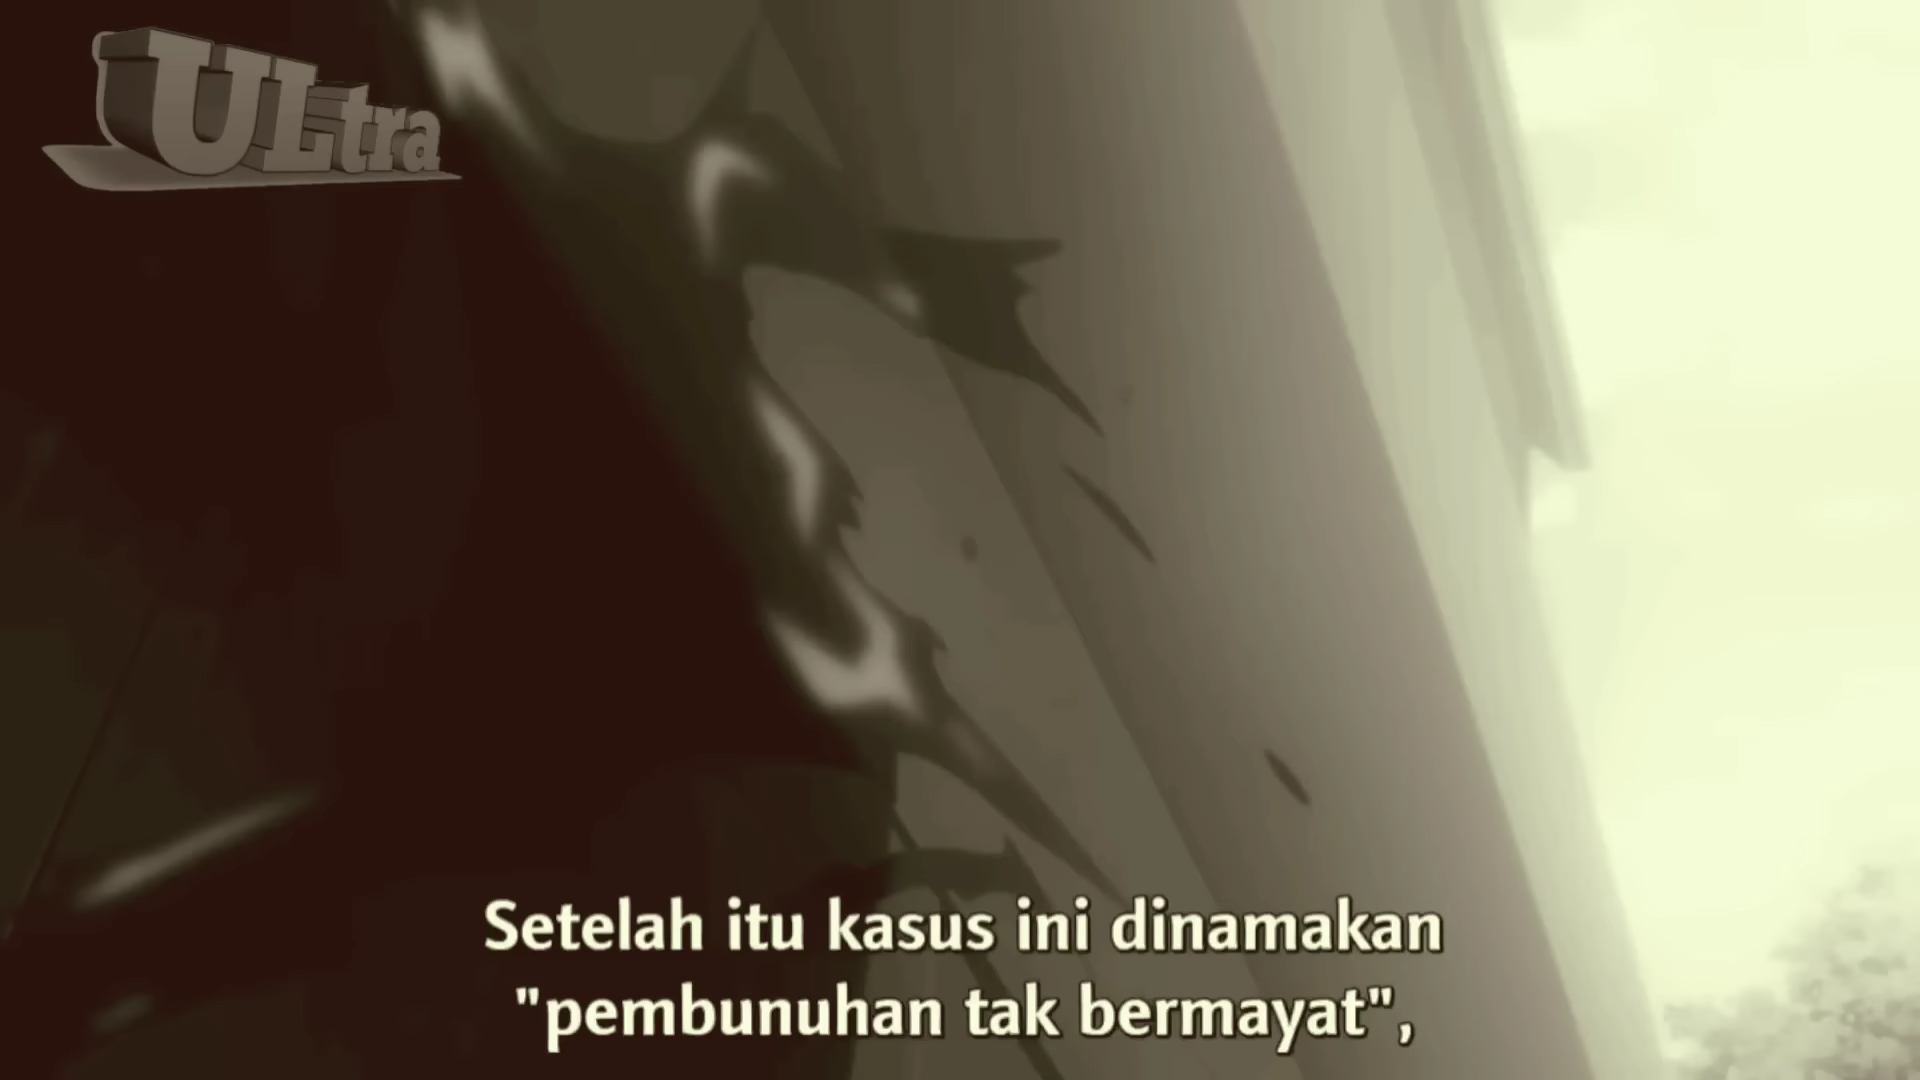 ULtra
Setelah itu kasus ini dinamakan
"pembunuhan tak bermayat",